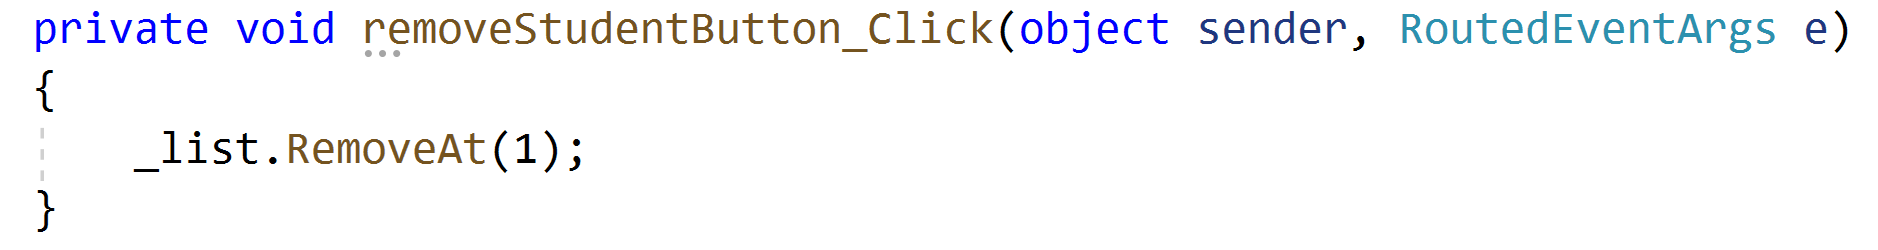 private void removeStudentButton_Click(object sender, RoutedEventArgs e)
{
    _list.RemoveAt(1);
}